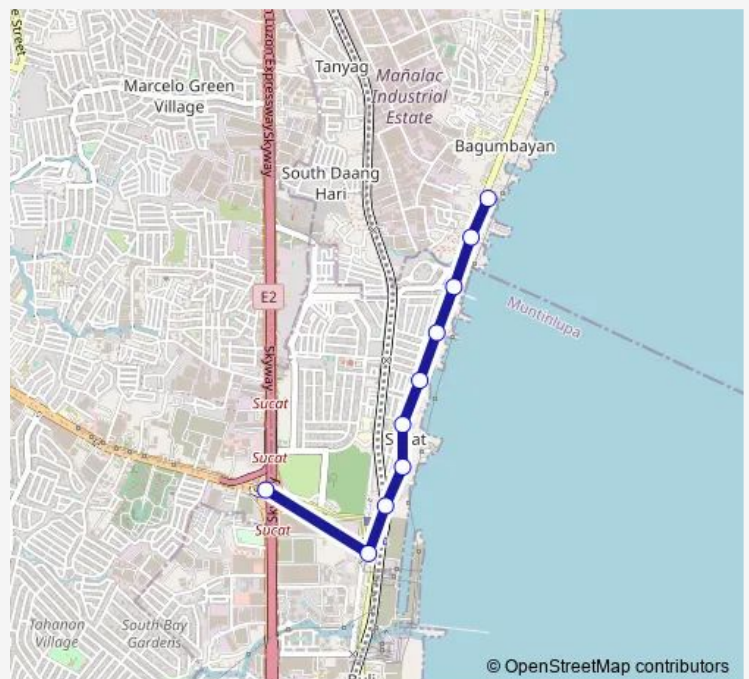 e Street
Luzon Expressway
Skyway
Tanyag
Mañalac
Industrial
Estate
Marcelo Green
Village
Bagumbayan
South Daang
Hari
E2
Muntinlupa
Skyway
Sucat
Sucat
Sucat
Tahanan
Village
South Bay
Gardens
© OpenStreetMap contributors